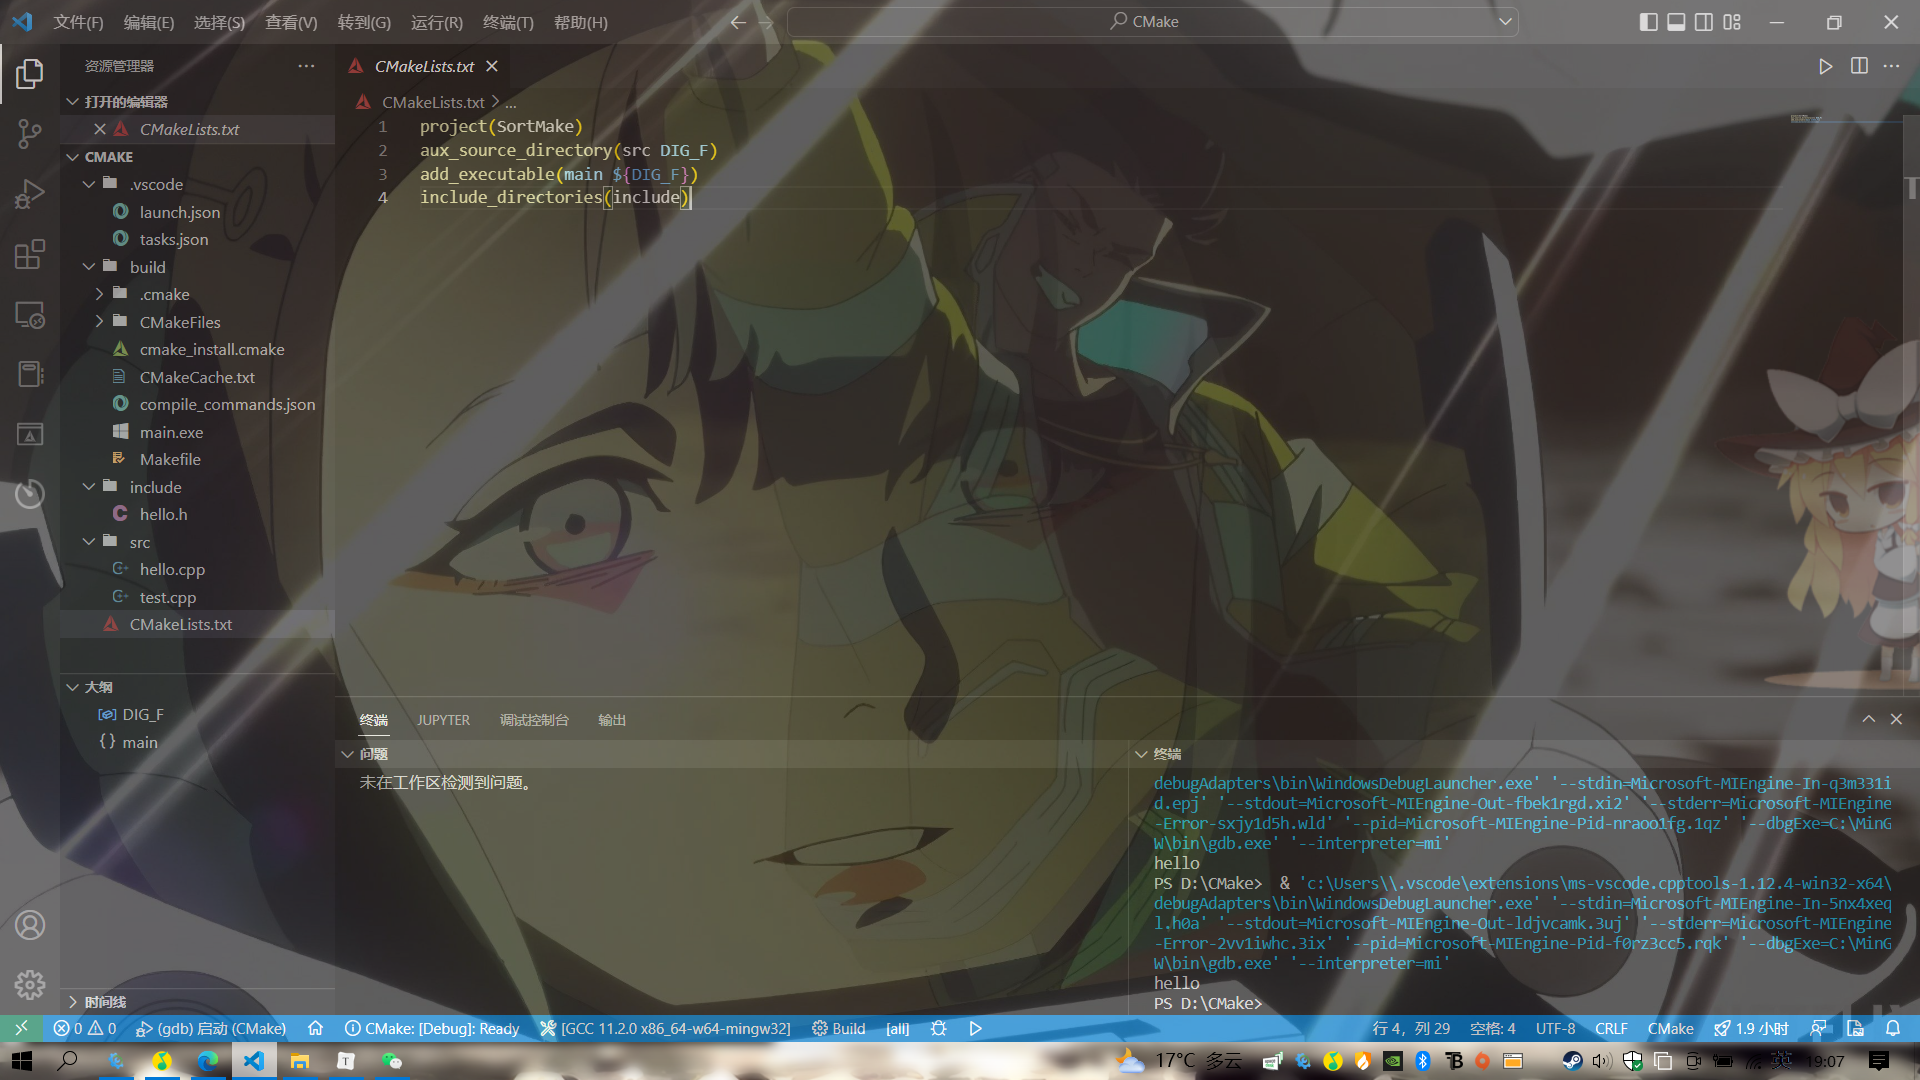 文件(F) 编辑(E) 选择(S) 查看(V) 转到(G) 运行(R) 终端(T) 帮助(H) CMake
资源管理器
打开的编辑器
CMakeLists.txt
CMAKE
.vscode
launch.json
tasks.json
build
.cmake
CMakeFiles
cmake_install.cmake
CMakeCache.txt
compile_commands.json
main.exe
Makefile
include
hello.h
src
hello.cpp
test.cpp
CMakeLists.txt
大纲
DIG_F
main
时间线
CMakeLists.txt
CMakeLists.txt > ...
1 project(SortMake)
2 aux_source_directory(src DIG_F)
3 add_executable(main ${DIG_F})
4 include_directories(include)
终端 JUPYTER 调试控制台 输出
问题
未在工作区检测到问题。
终端
debugAdapters\bin\WindowsDebugLauncher.exe' '--stdin=Microsoft-MIEngine-In-q3m331i
d.epj' '--stdout=Microsoft-MIEngine-Out-fbek1rgd.xi2' '--stderr=Microsoft-MIEngine
-Error-sxjy1d5h.wld' '--pid=Microsoft-MIEngine-Pid-nraoo1fg.1qz' '--dbgExe=C:\MinG
W\bin\gdb.exe' '--interpreter=mi'
hello
PS D:\CMake> & 'c:\Users\\.vscode\extensions\ms-vscode.cpptools-1.12.4-win32-x64\
debugAdapters\bin\WindowsDebugLauncher.exe' '--stdin=Microsoft-MIEngine-In-5nx4xeq
l.h0a' '--stdout=Microsoft-MIEngine-Out-ldjvcamk.3uj' '--stderr=Microsoft-MIEngine
-Error-2vv1iwhc.3ix' '--pid=Microsoft-MIEngine-Pid-f0rz3cc5.rqk' '--dbgExe=C:\MinG
W\bin\gdb.exe' '--interpreter=mi'
hello
PS D:\CMake>
0 0 (gdb) 启动 (CMake) CMake: [Debug]: Ready [GCC 11.2.0 x86_64-w64-mingw32] Build [all] 行 4，列 29 空格: 4 UTF-8 CRLF CMake 1.9 小时
17°C 多云 英 19:07